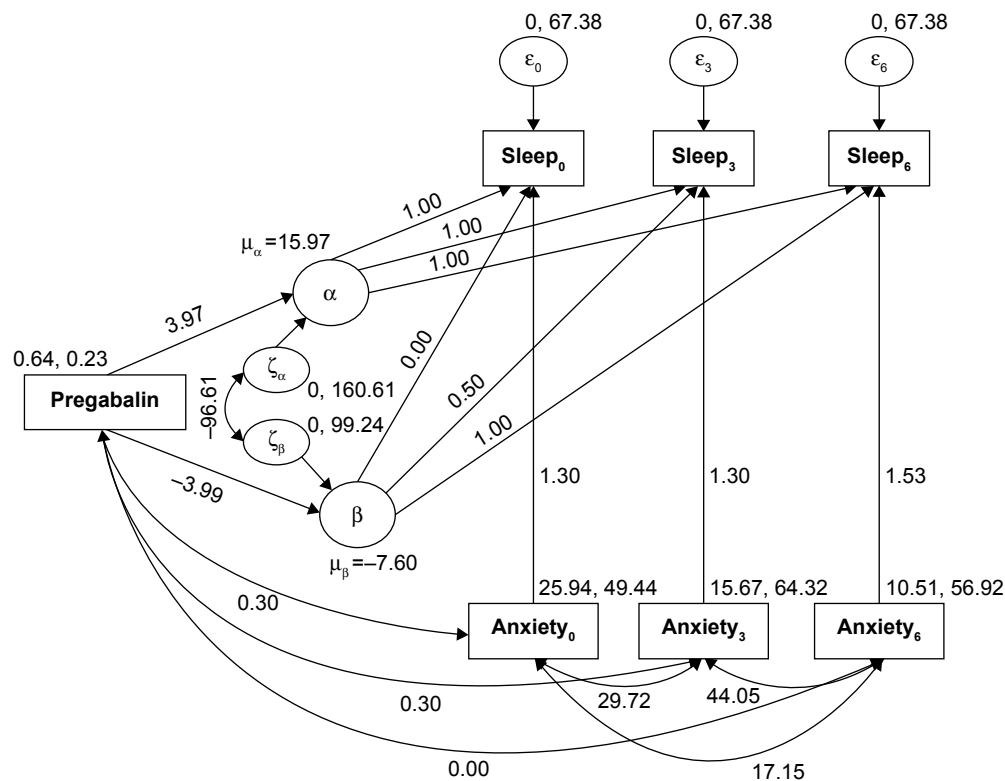 0, 67.38
0, 67.38
0, 67.38
ε₀
ε₃
ε₆
Sleep₀
Sleep₃
Sleep₆
1.00
1.00
1.00
μα=15.97
α
3.97
0.64, 0.23
Pregabalin
ζα
0, 160.61
–96.61
ζβ
0, 99.24
0.00
0.50
1.00
–3.99
β
μβ=–7.60
1.30
1.30
1.53
25.94, 49.44
15.67, 64.32
10.51, 56.92
Anxiety₀
Anxiety₃
Anxiety₆
0.30
0.30
0.00
29.72
44.05
17.15